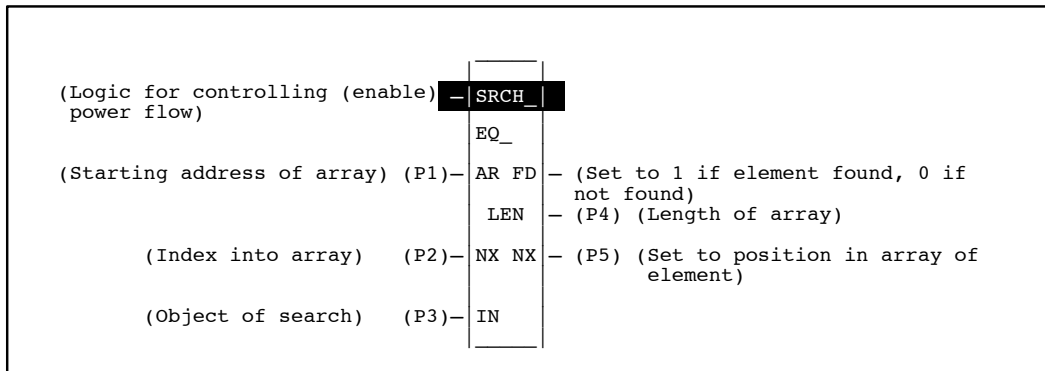 (Logic for controlling (enable) –|SRCH_|
power flow)
EQ_
(Starting address of array) (P1)–|AR FD|– (Set to 1 if element found, 0 if
not found)
LEN |– (P4) (Length of array)
(Index into array) (P2)–|NX NX|– (P5) (Set to position in array of
element)
(Object of search) (P3)–|IN